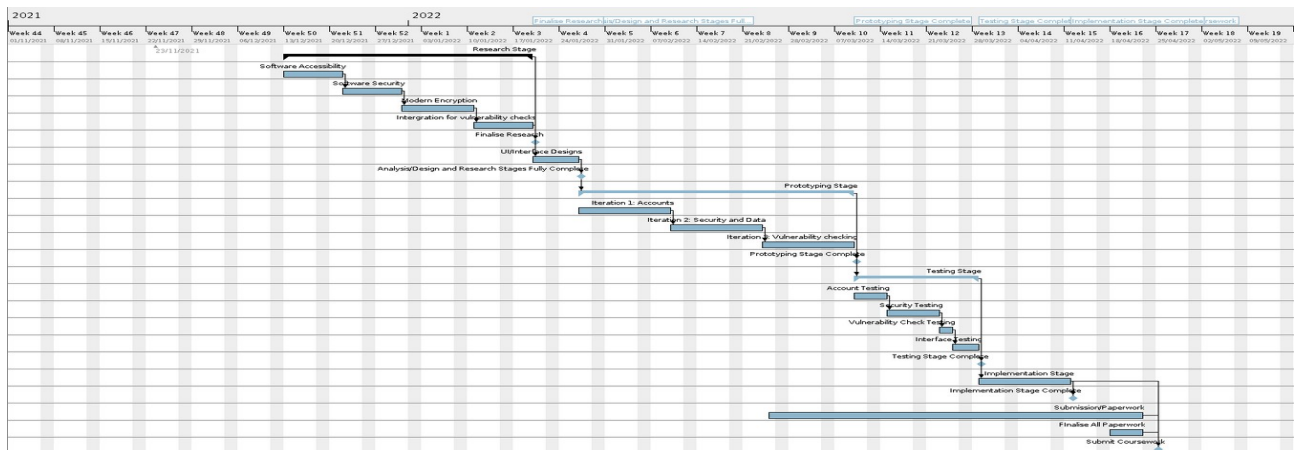 2021 2022
Finalise Research is/Design and Research Stages Full... Prototyping Stage Complete Testing Stage Complet Implementation Stage Complete sework
Week 44 Week 45 Week 46 Week 47 Week 48 Week 49 Week 50 Week 51 Week 52 Week 1 Week 2 Week 3 Week 4 Week 5 Week 6 Week 7 Week 8 Week 9 Week 10 Week 11 Week 12 Week 13 Week 14 Week 15 Week 16 Week 17 Week 18 Week 19
01/11/2021 08/11/2021 15/11/2021 22/11/2021 29/11/2021 06/12/2021 13/12/2021 20/12/2021 27/12/2021 03/01/2022 10/01/2022 17/01/2022 24/01/2022 31/01/2022 07/02/2022 14/02/2022 21/02/2022 28/02/2022 07/03/2022 14/03/2022 21/03/2022 28/03/2022 04/04/2022 11/04/2022 18/04/2022 25/04/2022 02/05/2022 09/05/2022
23/11/2021
Research Stage
Software Accessibility
Software Security
Modern Encryption
Intergration for vulnerability checks
Finalise Research
UI/Interface Designs
Analysis/Design and Research Stages Fully Complete
Prototyping Stage
Iteration 1: Accounts
Iteration 2: Security and Data
Iteration 3: Vulnerability checking
Prototyping Stage Complete
Testing Stage
Account Testing
Security Testing
Vulnerability Check Testing
Interface Testing
Testing Stage Complete
Implementation Stage
Implementation Stage Complete
Submission/Paperwork
FInalise All Paperwork
Submit Coursework